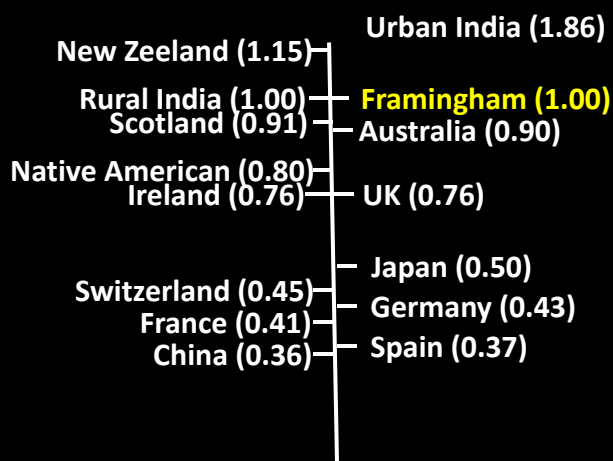 Urban India (1.86)
New Zeeland (1.15)
Rural India (1.00)
Framingham (1.00)
Scotland (0.91)
Australia (0.90)
Native American (0.80)
Ireland (0.76)
UK (0.76)
Japan (0.50)
Switzerland (0.45)
Germany (0.43)
France (0.41)
Spain (0.37)
China (0.36)